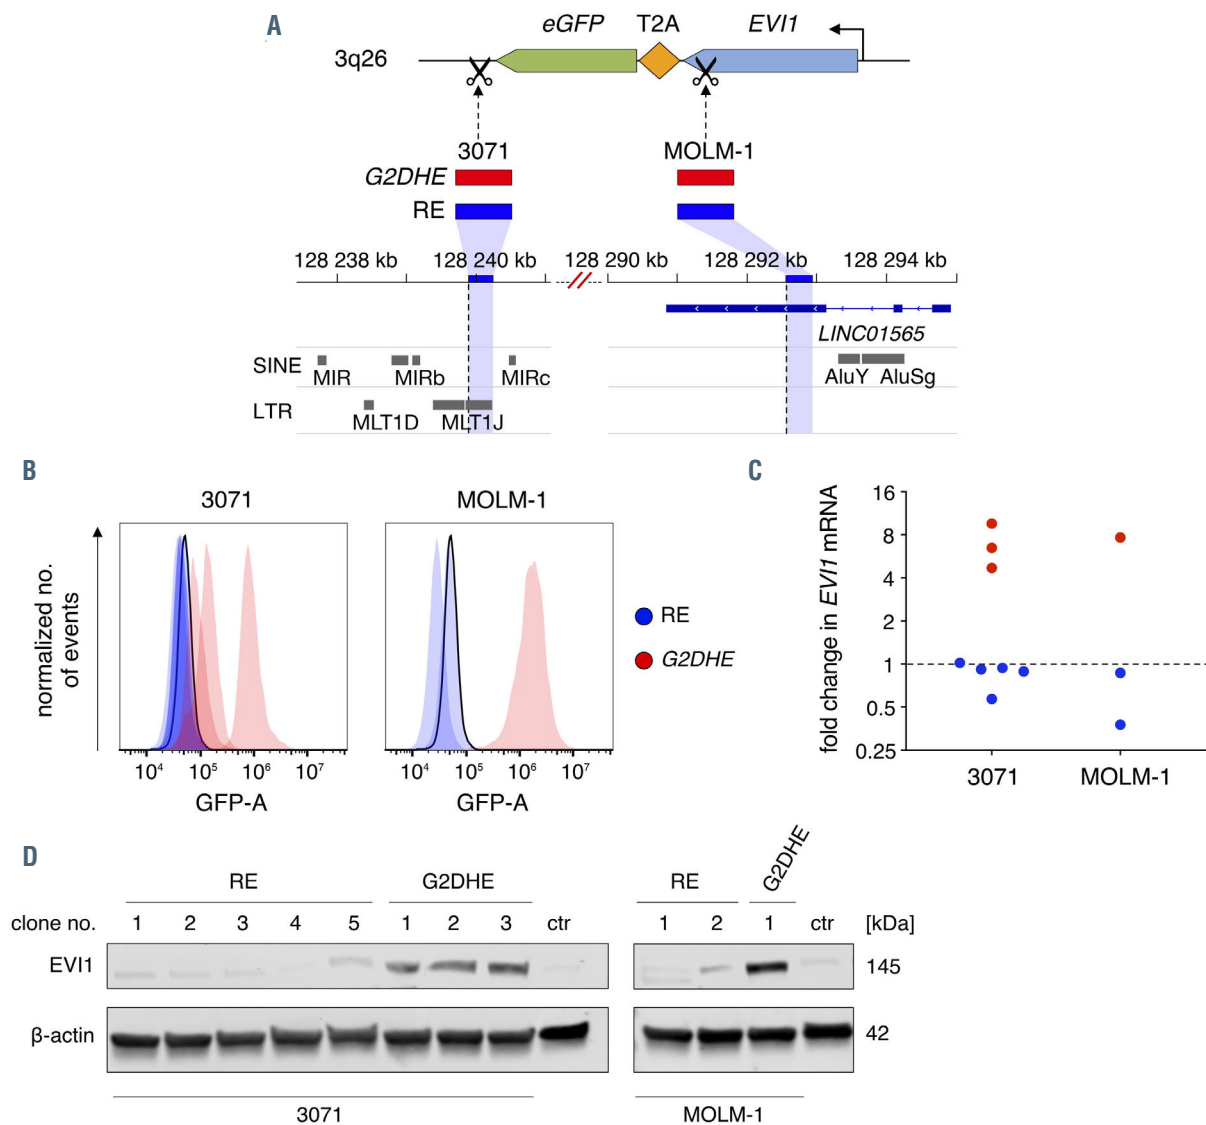 A
eGFP T2A EVI1
3q26
3071 MOLM-1
G2DHE
RE
128 238 kb 128 240 kb 128 290 kb 128 292 kb 128 294 kb
LINC01565
SINE
MIR MIRb MIRc AluY AluSg
LTR
MLT1D MLT1J
B
3071 MOLM-1
normalized no.
of events
10⁴ 10⁵ 10⁶ 10⁷
GFP-A
10⁴ 10⁵ 10⁶ 10⁷
GFP-A
RE
G2DHE
C
fold change in EVI1 mRNA
16
8
4
2
1
0.5
0.25
3071 MOLM-1
D
RE G2DHE RE G2DHE
clone no. 1 2 3 4 5 1 2 3 ctr 1 2 1 ctr [kDa]
EVI1 145
β-actin 42
3071 MOLM-1